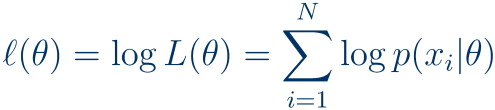 ℓ(θ) = log L(θ) = ∑_{i=1}^{N} log p(x_i|θ)